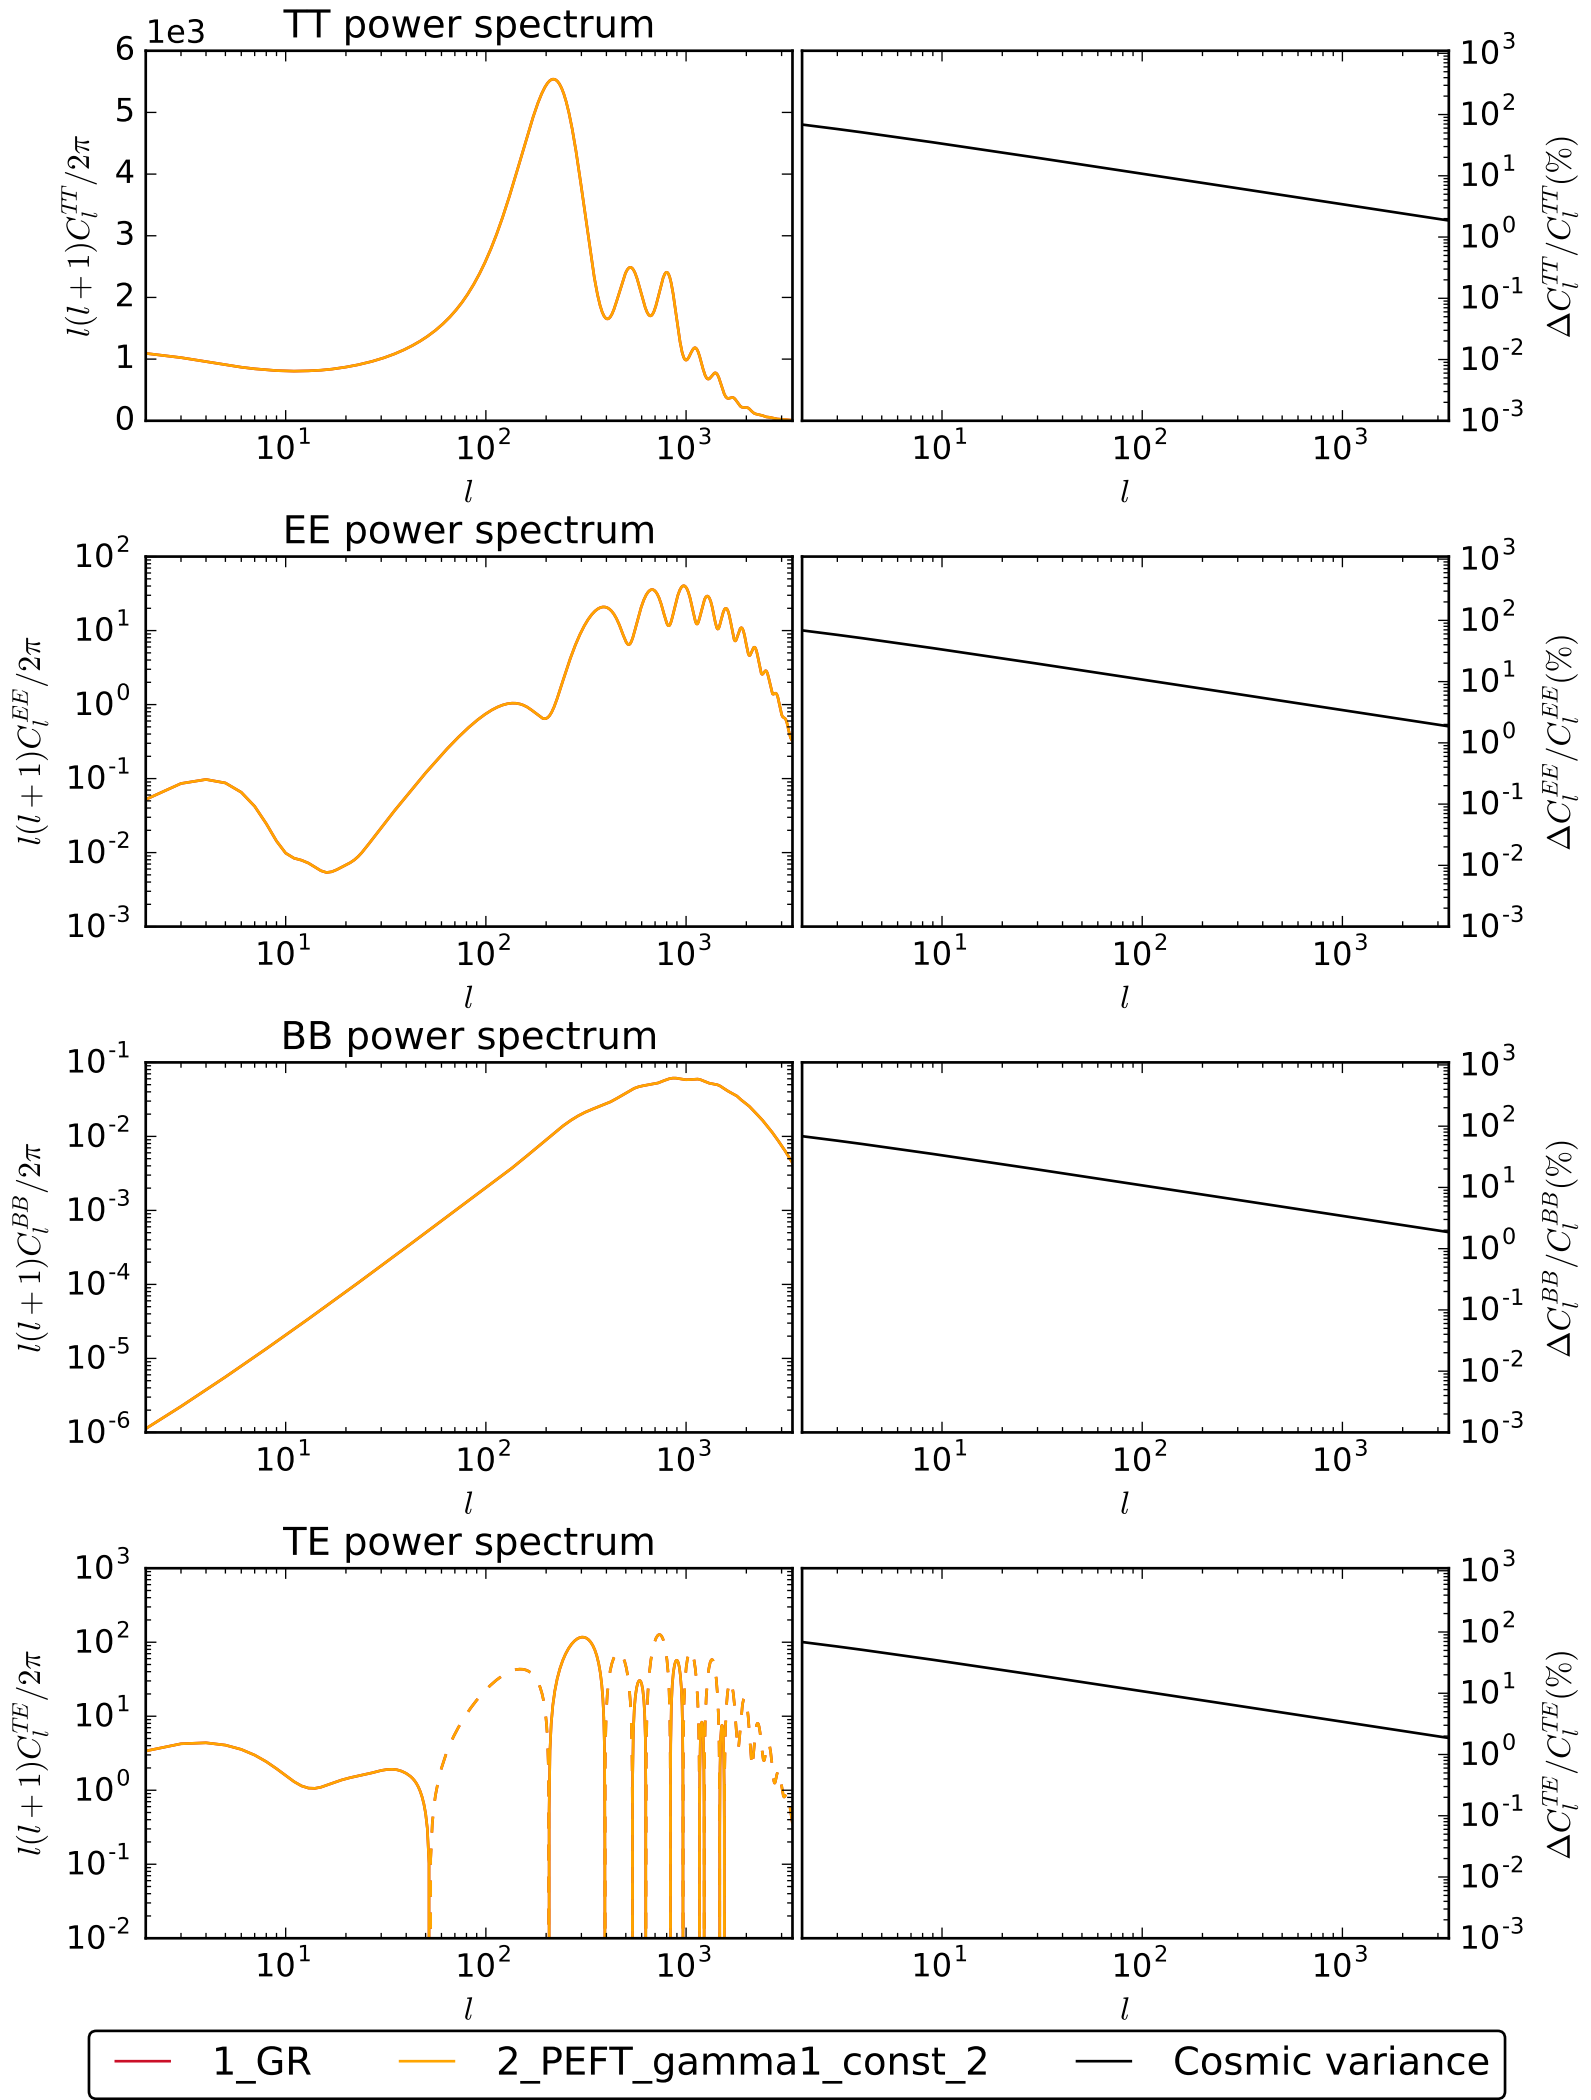 TT power spectrum
1e3
6
5
4
3
2
1
0
l(l+1)C_l^{TT}/2π
10^1 10^2 10^3
l
10^3
10^2
10^1
10^0
10^-1
10^-2
10^-3
ΔC_l^{TT}/C_l^{TT}(%)
10^1 10^2 10^3
l
EE power spectrum
10^2
10^1
10^0
10^-1
10^-2
10^-3
l(l+1)C_l^{EE}/2π
10^1 10^2 10^3
l
10^3
10^2
10^1
10^0
10^-1
10^-2
10^-3
ΔC_l^{EE}/C_l^{EE}(%)
10^1 10^2 10^3
l
BB power spectrum
10^-1
10^-2
10^-3
10^-4
10^-5
10^-6
l(l+1)C_l^{BB}/2π
10^1 10^2 10^3
l
10^3
10^2
10^1
10^0
10^-1
10^-2
10^-3
ΔC_l^{BB}/C_l^{BB}(%)
10^1 10^2 10^3
l
TE power spectrum
10^3
10^2
10^1
10^0
10^-1
10^-2
l(l+1)C_l^{TE}/2π
10^1 10^2 10^3
l
10^3
10^2
10^1
10^0
10^-1
10^-2
10^-3
ΔC_l^{TE}/C_l^{TE}(%)
10^1 10^2 10^3
l
1_GR 2_PEFT_gamma1_const_2 Cosmic variance